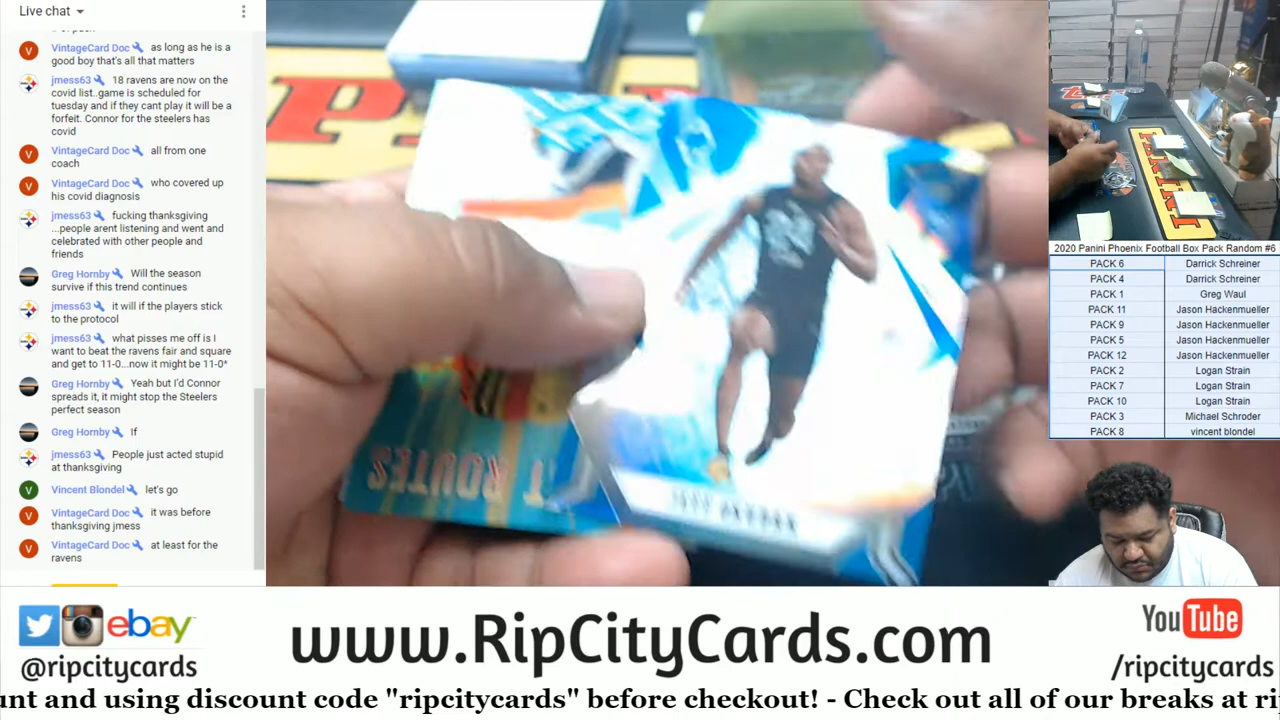 Live chat
VintageCard Doc as long as he is a
good boy that's all that matters
jmess63 18 ravens are now on the
covid list..game is scheduled for
tuesday and if they cant play it will be a
forfeit. Connor for the steelers has
covid
VintageCard Doc all from one
coach
VintageCard Doc who covered up
his covid diagnosis
jmess63 fucking thanksgiving
...people arent listening and went and
celebrated with other people and
friends
Greg Hornby Will the season
survive if this trend continues
jmess63 it will if the players stick
to the protocol
jmess63 what pisses me off is I
want to beat the ravens fair and square
and get to 11-0...now it might be 11-0*
Greg Hornby Yeah but I'd Connor
spreads it, it might stop the Steelers
perfect season
Greg Hornby If
jmess63 People just acted stupid
at thanksgiving
Vincent Blondel let's go
VintageCard Doc it was before
thanksgiving jmess
VintageCard Doc at least for the
ravens
T ROUTES
2020 Panini Phoenix Football Box Pack Random #6
PACK 6 Darrick Schreiner
PACK 4 Darrick Schreiner
PACK 1 Greg Waul
PACK 11 Jason Hackenmueller
PACK 9 Jason Hackenmueller
PACK 5 Jason Hackenmueller
PACK 12 Jason Hackenmueller
PACK 2 Logan Strain
PACK 7 Logan Strain
PACK 10 Logan Strain
PACK 3 Michael Schroder
PACK 8 vincent blondel
ebay
@ripcitycards
www.RipCityCards.com
YouTube
/ripcitycards
unt and using discount code "ripcitycards" before checkout! - Check out all of our breaks at ri